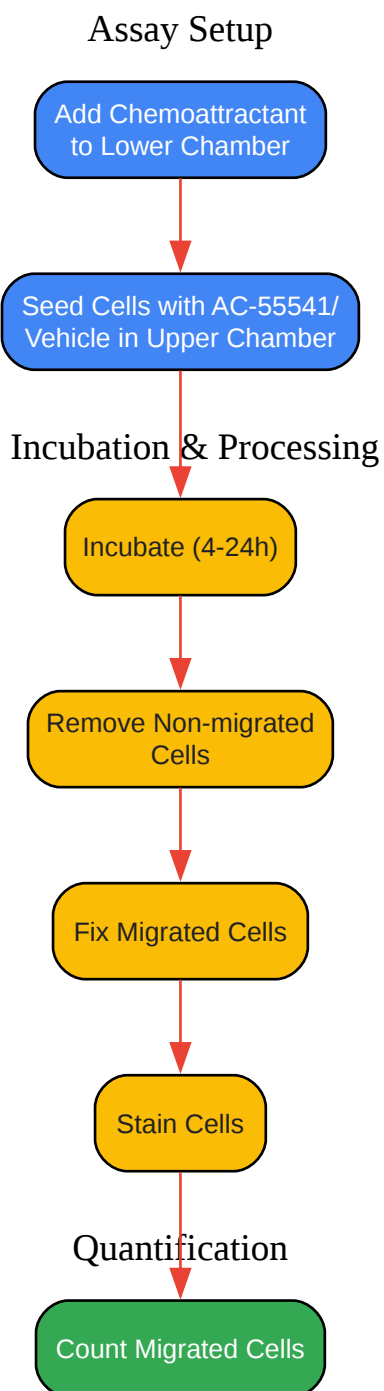 Assay Setup
Add Chemoattractant
to Lower Chamber
Seed Cells with AC-55541/
Vehicle in Upper Chamber
Incubation & Processing
Incubate (4-24h)
Remove Non-migrated
Cells
Fix Migrated Cells
Stain Cells
Quantification
Count Migrated Cells